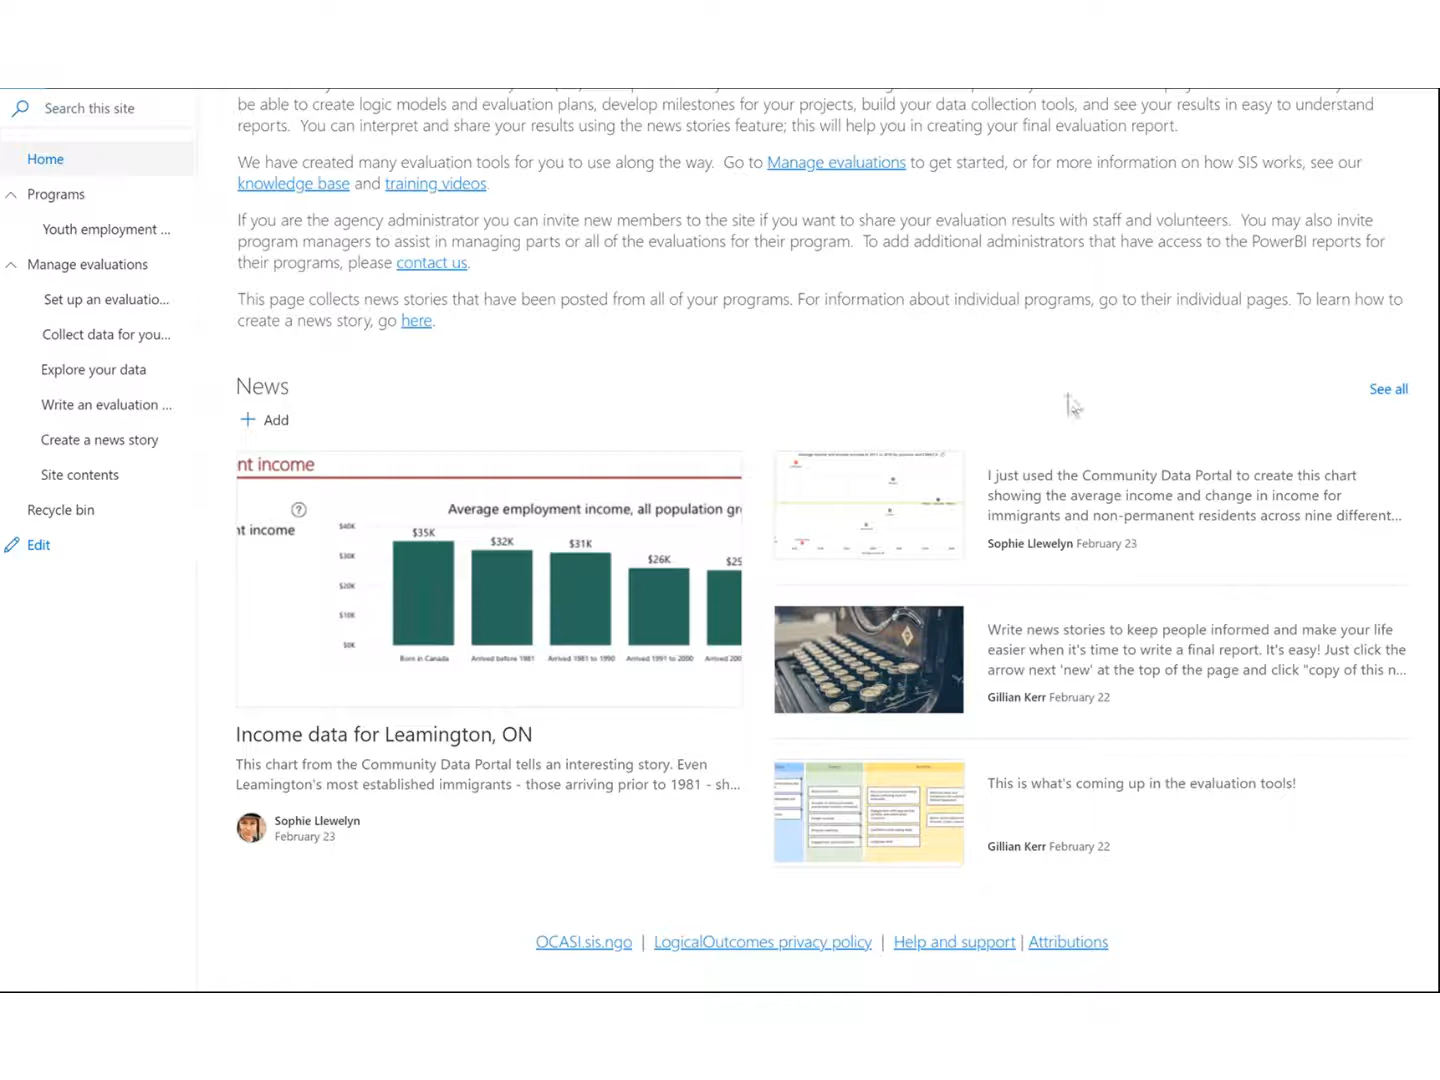 Search this site
Home
Programs
Youth employment ...
Manage evaluations
Set up an evaluatio...
Collect data for you...
Explore your data
Write an evaluation ...
Create a news story
Site contents
Recycle bin
Edit
be able to create logic models and evaluation plans, develop milestones for your projects, build your data collection tools, and see your results in easy to understand
reports. You can interpret and share your results using the news stories feature; this will help you in creating your final evaluation report.
We have created many evaluation tools for you to use along the way. Go to Manage evaluations to get started, or for more information on how SIS works, see our
knowledge base and training videos.
If you are the agency administrator you can invite new members to the site if you want to share your evaluation results with staff and volunteers. You may also invite
program managers to assist in managing parts or all of the evaluations for their program. To add additional administrators that have access to the PowerBI reports for
their programs, please contact us.
This page collects news stories that have been posted from all of your programs. For information about individual programs, go to their individual pages. To learn how to
create a news story, go here.
News
See all
+ Add
nt income
?
nt income
Average employment income, all population gr
$40K
$30K
$20K
$10K
$0K
$35K
$32K
$31K
$26K
$25
Born in Canada
Arrived before 1981
Arrived 1981 to 1990
Arrived 1991 to 2000
Arrived 200
Income data for Leamington, ON
This chart from the Community Data Portal tells an interesting story. Even
Leamington's most established immigrants - those arriving prior to 1981 - sh...
Sophie Llewelyn
February 23
I just used the Community Data Portal to create this chart
showing the average income and change in income for
immigrants and non-permanent residents across nine different...
Sophie Llewelyn February 23
Write news stories to keep people informed and make your life
easier when it's time to write a final report. It's easy! Just click the
arrow next 'new' at the top of the page and click "copy of this n...
Gillian Kerr February 22
This is what's coming up in the evaluation tools!
Gillian Kerr February 22
OCASI.sis.ngo | LogicalOutcomes privacy policy | Help and support | Attributions